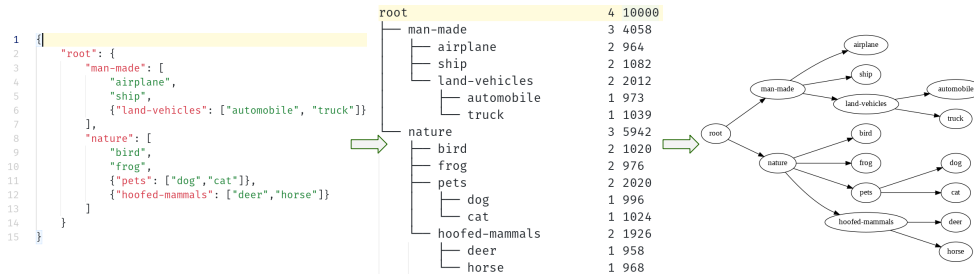 1 {
2 "root": {
3 "man-made": [
4 "airplane",
5 "ship",
6 {"land-vehicles": ["automobile", "truck"]}
7 ],
8 "nature": [
9 "bird",
10 "frog",
11 {"pets": ["dog","cat"]},
12 {"hoofed-mammals": ["deer","horse"]}
13 ]
14 }
15 }
root 4 10000
man-made 3 4058
airplane 2 964
ship 2 1082
land-vehicles 2 2012
automobile 1 973
truck 1 1039
nature 3 5942
bird 2 1020
frog 2 976
pets 2 2020
dog 1 996
cat 1 1024
hoofed-mammals 2 1926
deer 1 958
horse 1 968
airplane
ship
man-made
automobile
land-vehicles
truck
root
bird
nature
frog
dog
pets
cat
hoofed-mammals
deer
horse